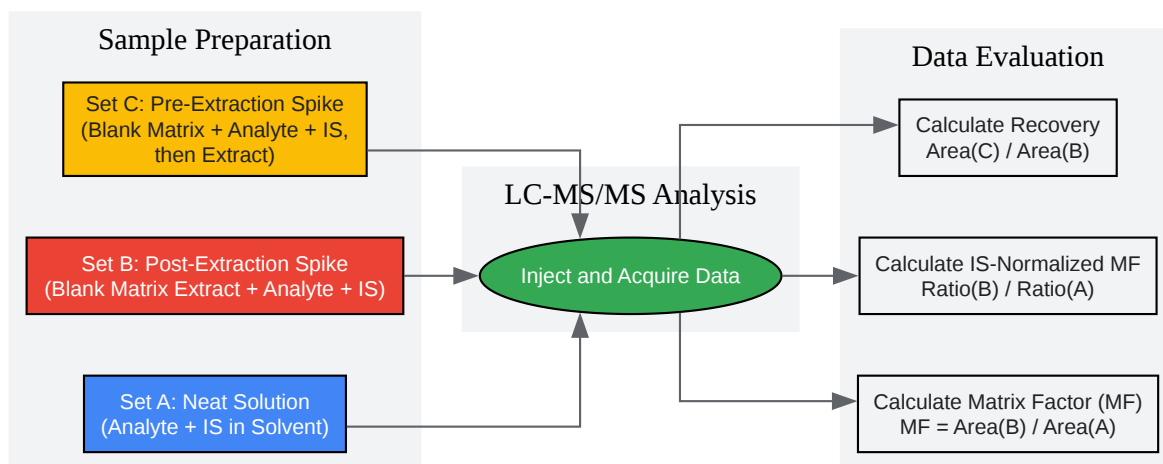 Sample Preparation
Set C: Pre-Extraction Spike
(Blank Matrix + Analyte + IS,
then Extract)
Set B: Post-Extraction Spike
(Blank Matrix Extract + Analyte + IS)
Set A: Neat Solution
(Analyte + IS in Solvent)
LC-MS/MS Analysis
Inject and Acquire Data
Data Evaluation
Calculate Recovery
Area(C) / Area(B)
Calculate IS-Normalized MF
Ratio(B) / Ratio(A)
Calculate Matrix Factor (MF)
MF = Area(B) / Area(A)